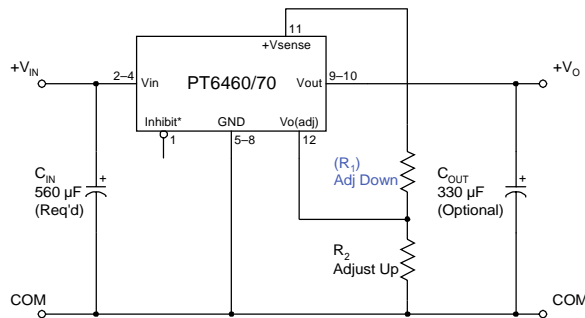 11
+Vsense
+VIN
2–4
Vin
PT6460/70
Vout
9–10
+VO
Inhibit*
GND
Vo(adj)
1
5–8
12
CIN
560 µF
(Req'd)
(R1)
Adj Down
COUT
330 µF
(Optional)
+
+
R2
Adjust Up
COM
COM